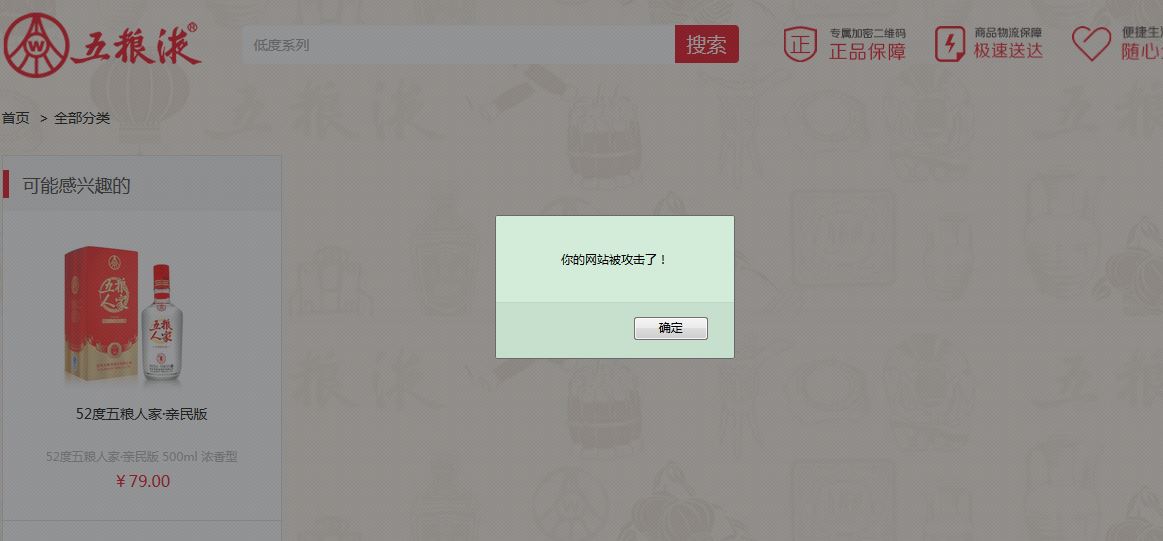 五粮液®
低度系列
搜索
正
专属加密二维码
正品保障
商品物流保障
极速送达
便捷生
随心
首页 > 全部分类
可能感兴趣的
五粮
人家
五粮
人家
52度五粮人家·亲民版
52度五粮人家·亲民版 500ml 浓香型
￥79.00
你的网站被攻击了！
确定